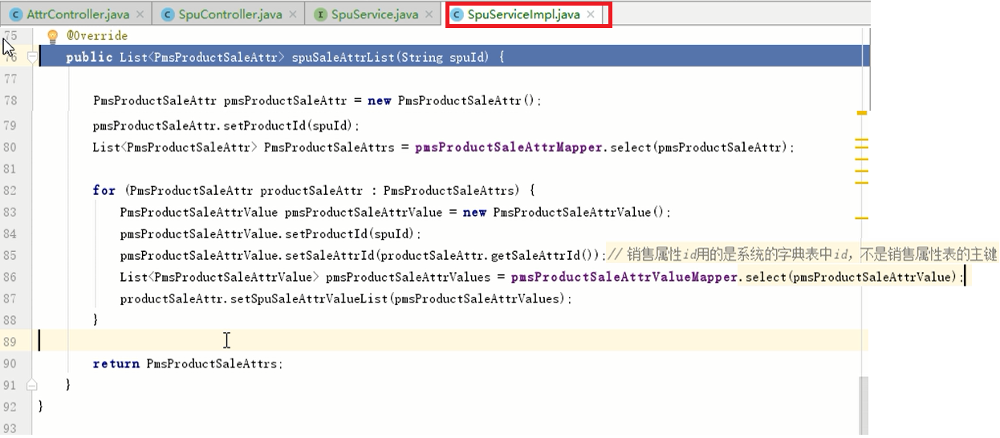 AttrController.java SpuController.java SpuService.java SpuServiceImpl.java
75 @Override
76 public List<PmsProductSaleAttr> spuSaleAttrList(String spuId) {
77
78 PmsProductSaleAttr pmsProductSaleAttr = new PmsProductSaleAttr();
79 pmsProductSaleAttr.setProductId(spuId);
80 List<PmsProductSaleAttr> PmsProductSaleAttrs = pmsProductSaleAttrMapper.select(pmsProductSaleAttr);
81
82 for (PmsProductSaleAttr productSaleAttr : PmsProductSaleAttrs) {
83 PmsProductSaleAttrValue pmsProductSaleAttrValue = new PmsProductSaleAttrValue();
84 pmsProductSaleAttrValue.setProductId(spuId);
85 pmsProductSaleAttrValue.setSaleAttrId(productSaleAttr.getSaleAttrId());// 销售属性id用的是系统的字典表中id，不是销售属性表的主键
86 List<PmsProductSaleAttrValue> pmsProductSaleAttrValues = pmsProductSaleAttrValueMapper.select(pmsProductSaleAttrValue);
87 productSaleAttr.setSpuSaleAttrValueList(pmsProductSaleAttrValues);
88 }
89
90 return PmsProductSaleAttrs;
91 }
92 }
93